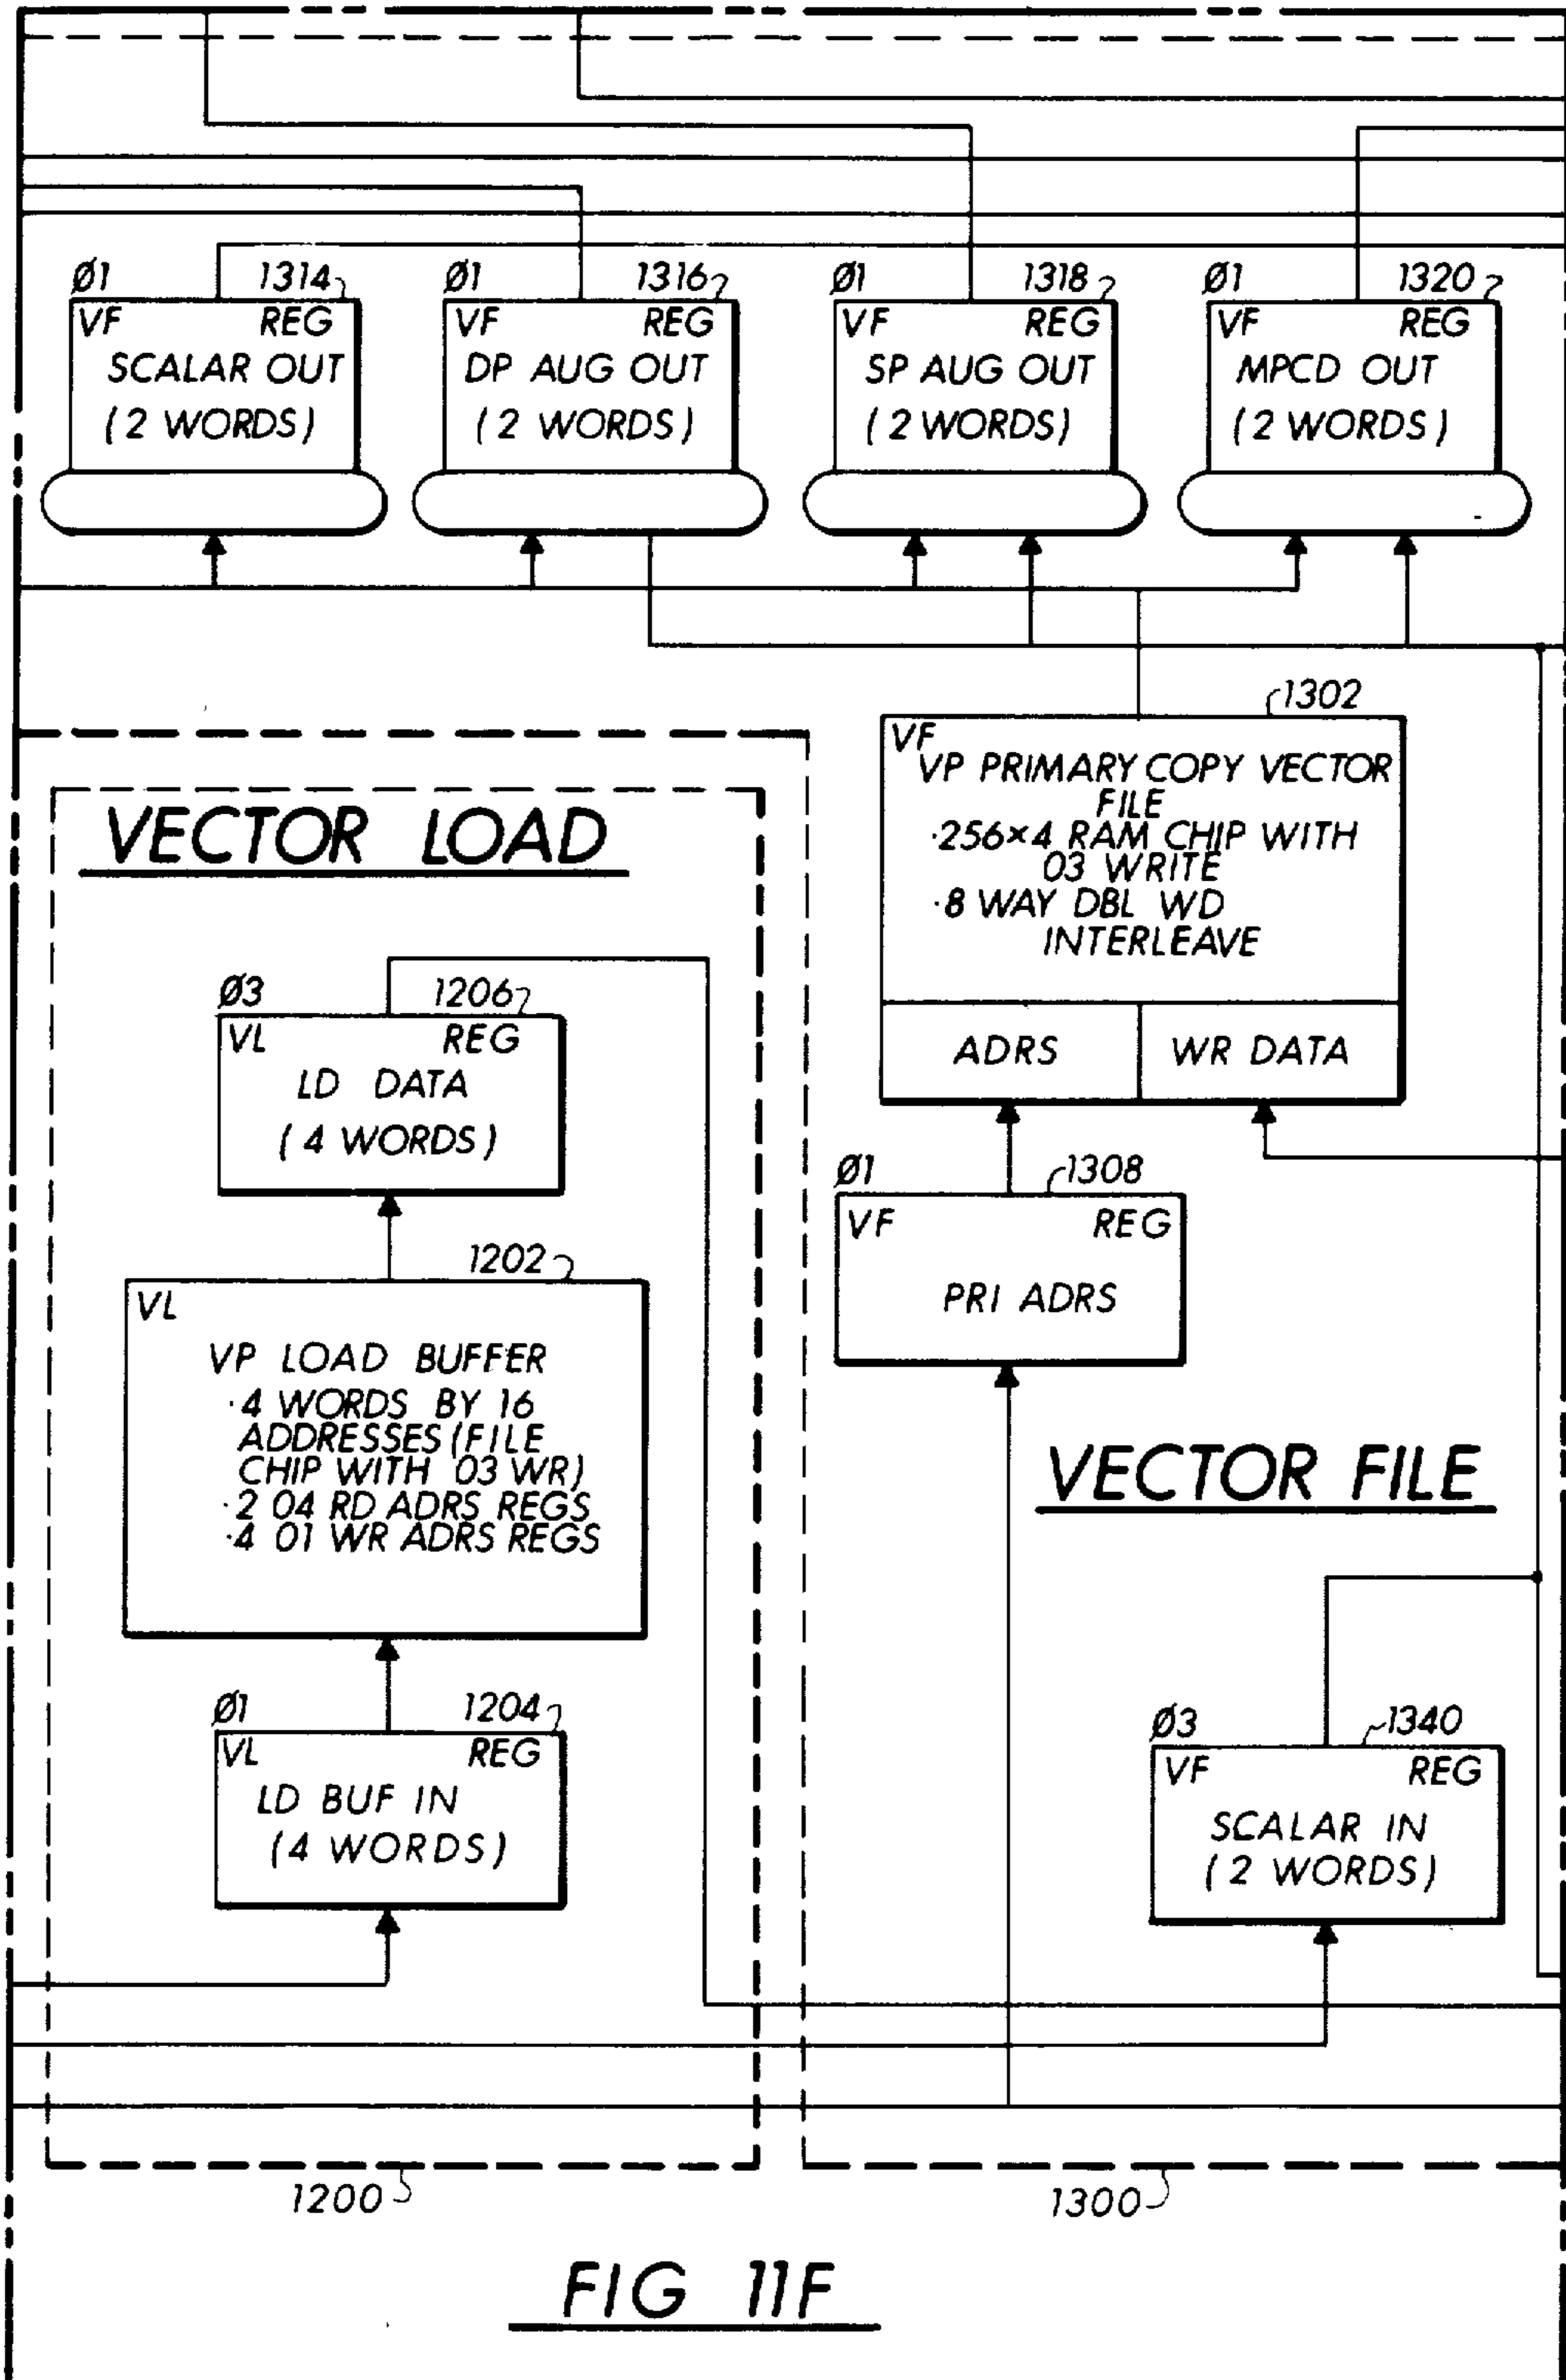 Ø1 1314
VF REG
SCALAR OUT
(2 WORDS)
Ø1 1316
VF REG
DP AUG OUT
(2 WORDS)
Ø1 1318
VF REG
SP AUG OUT
(2 WORDS)
Ø1 1320
VF REG
MPCD OUT
(2 WORDS)
VECTOR LOAD
Ø3 1206
VL REG
LD DATA
(4 WORDS)
1202
VL
VP LOAD BUFFER
·4 WORDS BY 16
ADDRESSES (FILE
CHIP WITH 03 WR)
·2 04 RD ADRS REGS
·4 01 WR ADRS REGS
Ø1 1204
VL REG
LD BUF IN
(4 WORDS)
1200
1302
VF
VP PRIMARY COPY VECTOR
FILE
·256×4 RAM CHIP WITH
03 WRITE
·8 WAY DBL WD
INTERLEAVE
ADRS WR DATA
Ø1 1308
VF REG
PRI ADRS
VECTOR FILE
Ø3 1340
VF REG
SCALAR IN
(2 WORDS)
1300
FIG 11F